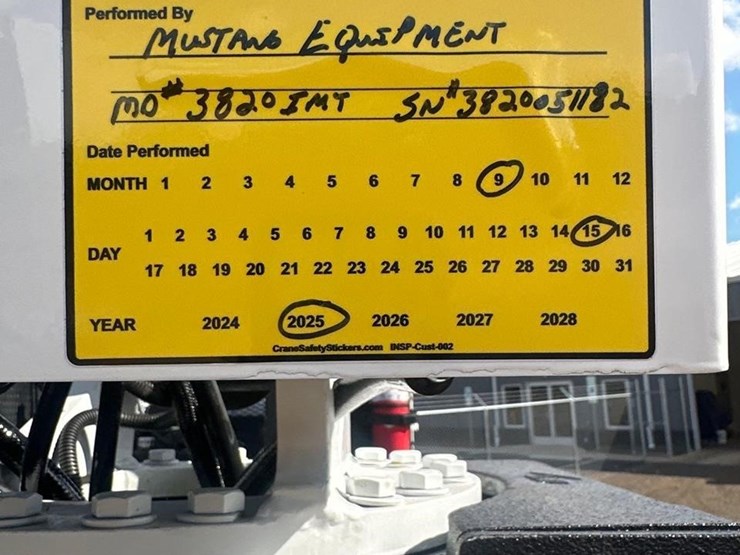 Performed By
MUSTANG EQUIPMENT
MD# 3820 IMT SN# 3820051182
Date Performed
MONTH 1 2 3 4 5 6 7 8 9 10 11 12
1 2 3 4 5 6 7 8 9 10 11 12 13 14 15 16
DAY
17 18 19 20 21 22 23 24 25 26 27 28 29 30 31
YEAR 2024 2025 2026 2027 2028
CraneSafetyStickers.com INSP-Cust-002